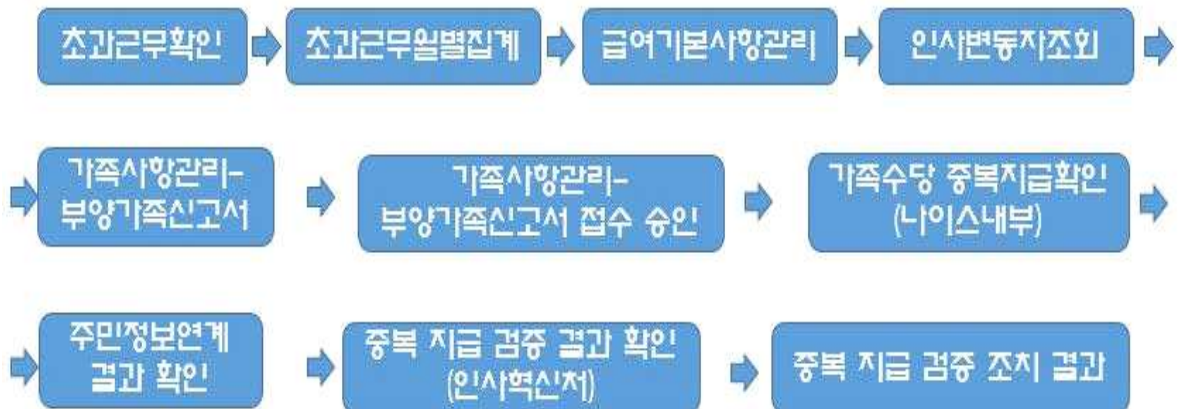 초과근무확인
초과근무월별집계
급여기본사항관리
인사변동자조회
가족사항관리-
부양가족신고서
가족사항관리-
부양가족신고서 접수 승인
가족수당 중복지급확인
(나이스내부)
주민정보연계
결과 확인
중복 지급 검증 결과 확인
(인사혁신처)
중복 지급 검증 조치 결과